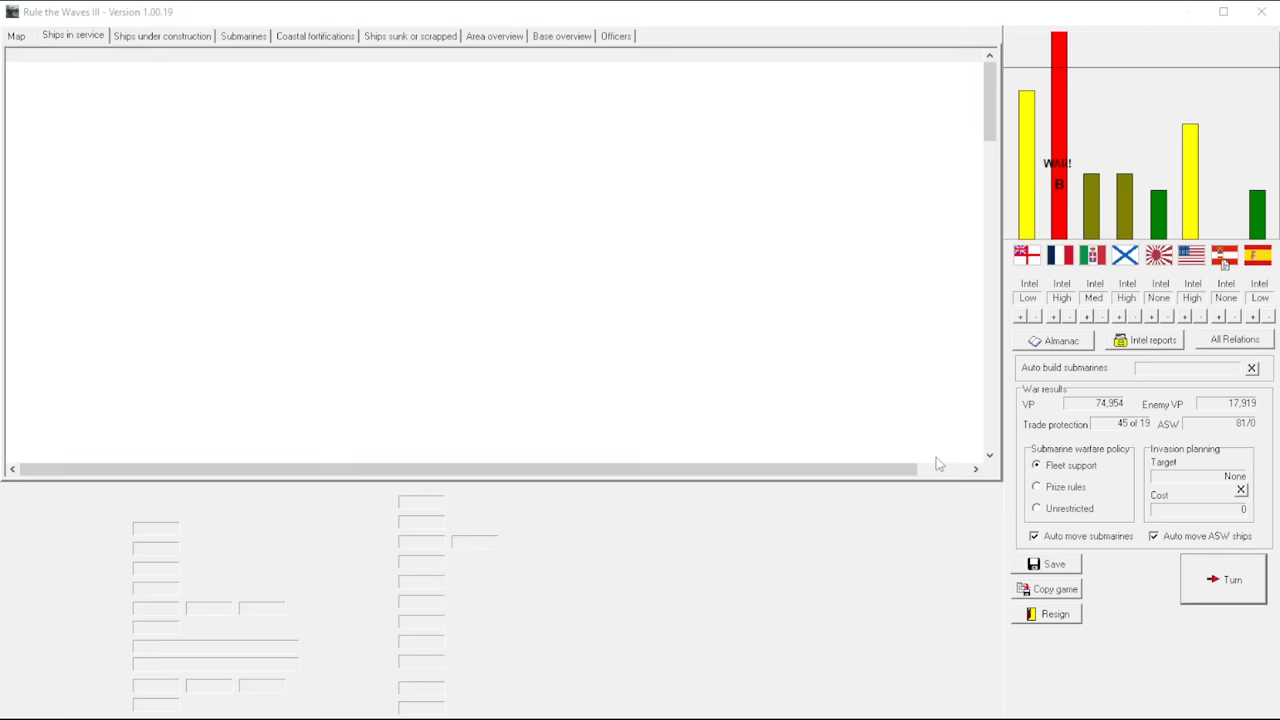 Rule the Waves III - Version 1.00.19
Map Ships in service Ships under construction Submarines Coastal fortifications Ships sunk or scrapped Area overview Base overview Officers
WAR!
B
Intel Intel Intel Intel Intel Intel Intel Intel
Low High Med High None High None Low
+ - + - + - + - + - + - + - + -
Almanac Intel reports All Relations
Auto build submarines X
War results
VP 74,954 Enemy VP 17,919
Trade protection 45 of 19 ASW 81/0
Submarine warfare policy
Fleet support
Prize rules
Unrestricted
Invasion planning
Target
None
Cost X
0
Auto move submarines Auto move ASW ships
Save
Copy game
Resign
Turn